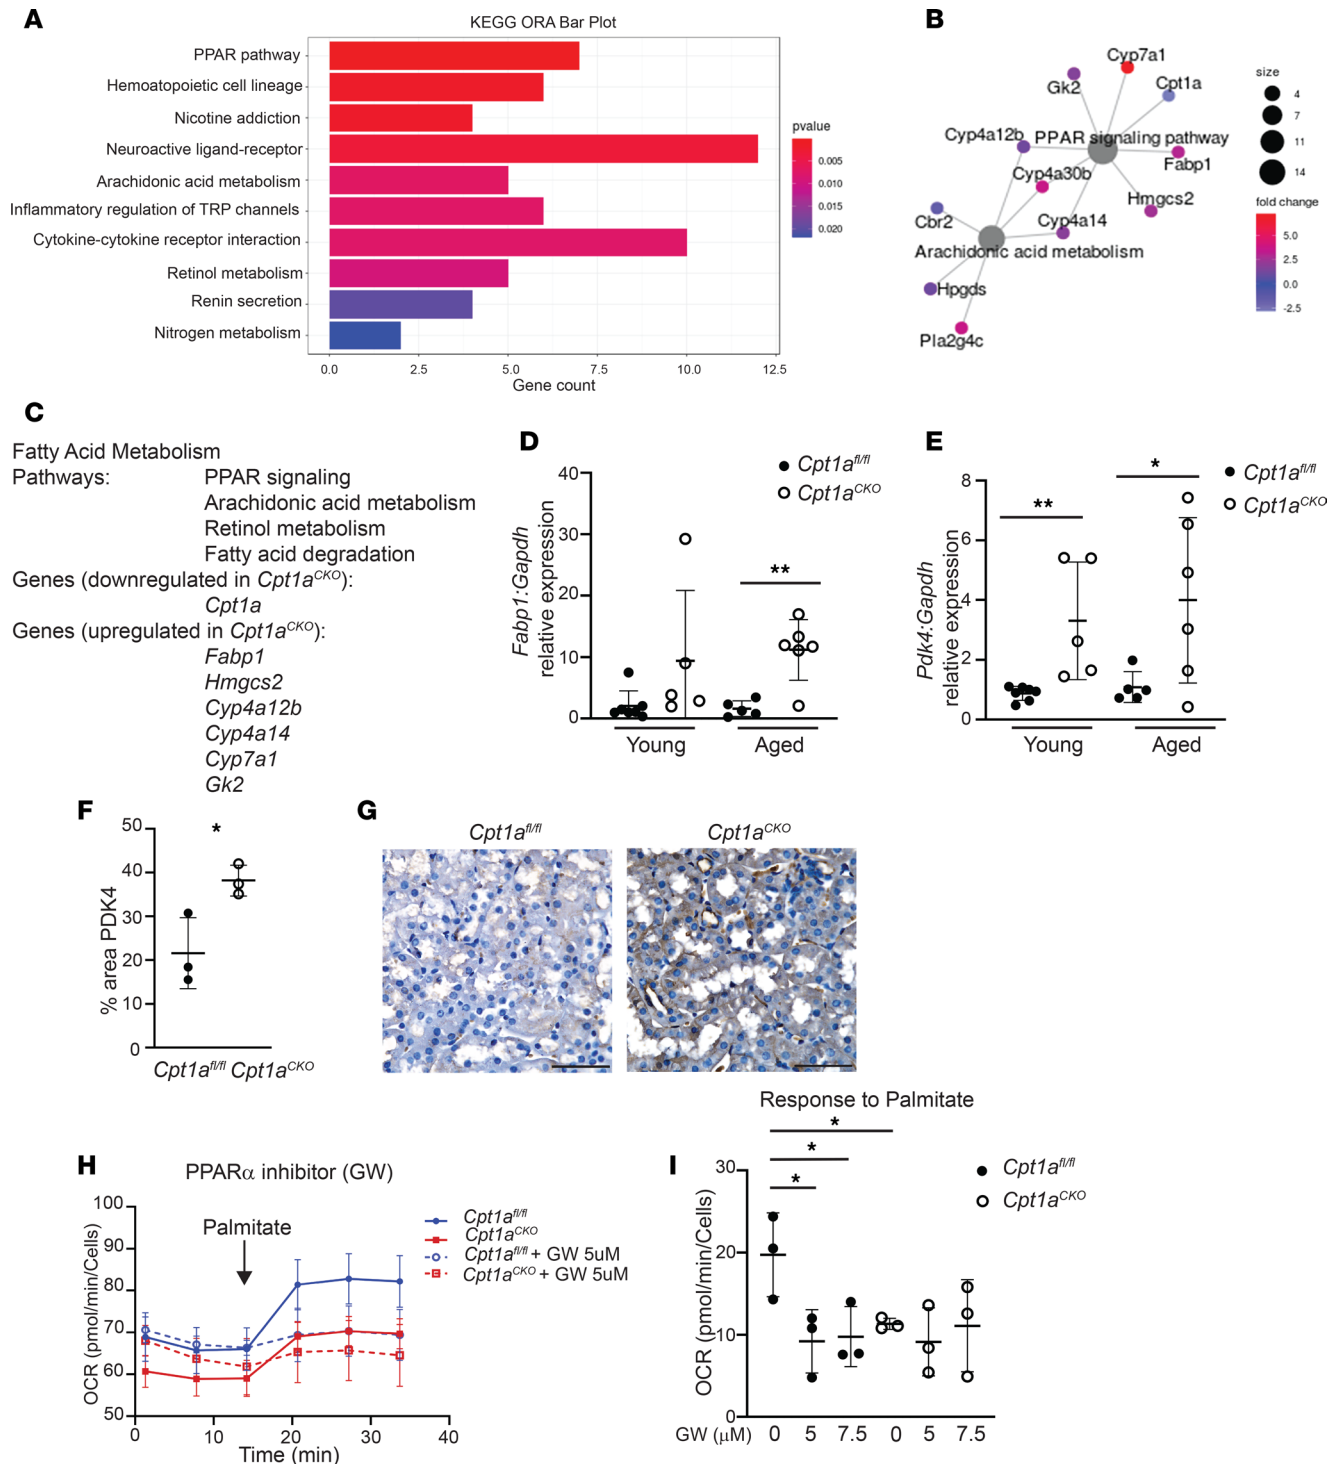 A
KEGG ORA Bar Plot
PPAR pathway
Hemoatopoietic cell lineage
Nicotine addiction
Neuroactive ligand-receptor
Arachidonic acid metabolism
Inflammatory regulation of TRP channels
Cytokine-cytokine receptor interaction
Retinol metabolism
Renin secretion
Nitrogen metabolism
0.0 2.5 5.0 7.5 10.0 12.5
Gene count
pvalue
0.005
0.010
0.015
0.020
B
Cyp7a1
Gk2
Cpt1a
Cyp4a12b
PPAR signaling pathway
Fabp1
Cyp4a30b
Hmgcs2
Cbr2
Cyp4a14
Arachidonic acid metabolism
Hpgds
Pla2g4c
size
4
7
11
14
fold change
5.0
2.5
0.0
-2.5
C
Fatty Acid Metabolism
Pathways: PPAR signaling
Arachidonic acid metabolism
Retinol metabolism
Fatty acid degradation
Genes (downregulated in Cpt1aCKO):
Cpt1a
Genes (upregulated in Cpt1aCKO):
Fabp1
Hmgcs2
Cyp4a12b
Cyp4a14
Cyp7a1
Gk2
D
Fabp1:Gapdh
relative expression
40
30
20
10
0
Cpt1afl/fl
Cpt1aCKO
**
Young Aged
E
Pdk4:Gapdh
relative expression
8
6
4
2
0
**
*
Cpt1afl/fl
Cpt1aCKO
Young Aged
F
% area PDK4
50
40
30
20
10
0
*
Cpt1afl/fl Cpt1aCKO
G
Cpt1afl/fl Cpt1aCKO
H
PPARα inhibitor (GW)
OCR (pmol/min/Cells)
100
90
80
70
60
50
Palmitate
Cpt1afl/fl
Cpt1aCKO
Cpt1afl/fl + GW 5uM
Cpt1aCKO + GW 5uM
0 10 20 30 40
Time (min)
I
Response to Palmitate
*
*
*
OCR (pmol/min/Cells)
30
20
10
0
Cpt1afl/fl
Cpt1aCKO
GW (μM) 0 5 7.5 0 5 7.5